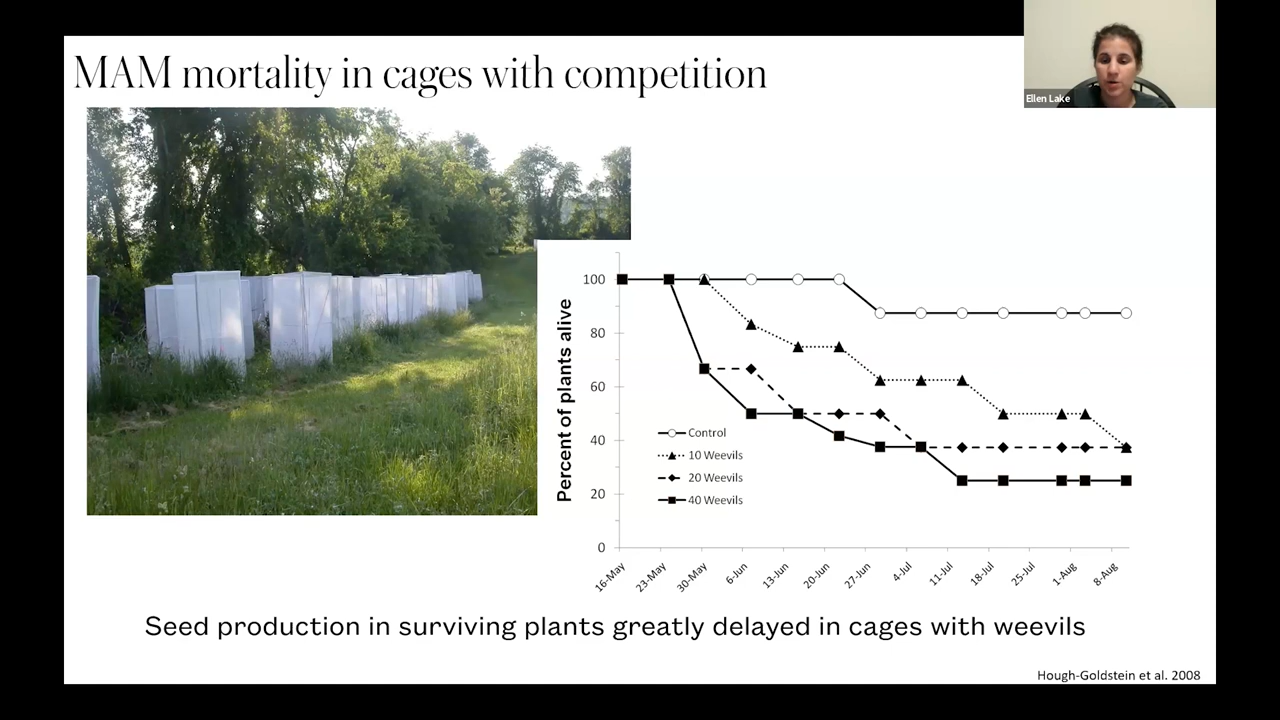 MAM mortality in cages with competition
Ellen Lake
Percent of plants alive
100
80
60
40
20
0
Control
10 Weevils
20 Weevils
40 Weevils
16-May
23-May
30-May
6-Jun
13-Jun
20-Jun
27-Jun
4-Jul
11-Jul
18-Jul
25-Jul
1-Aug
8-Aug
Seed production in surviving plants greatly delayed in cages with weevils
Hough-Goldstein et al. 2008